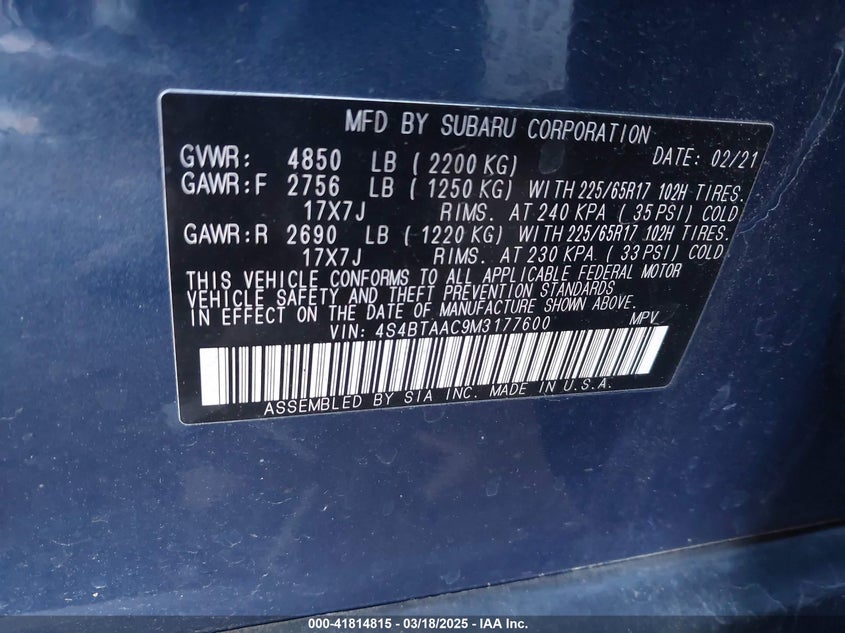 MFD BY SUBARU CORPORATION
GVWR: 4850 LB ( 2200 KG) DATE: 02/21
GAWR:F 2756 LB ( 1250 KG) WITH 225/65R17 102H TIRES.
17X7J RIMS. AT 240 KPA ( 35 PSI) COLD
GAWR:R 2690 LB ( 1220 KG) WITH 225/65R17 102H TIRES.
17X7J RIMS. AT 230 KPA ( 33 PSI) COLD
THIS VEHICLE CONFORMS TO ALL APPLICABLE FEDERAL MOTOR
VEHICLE SAFETY AND THEFT PREVENTION STANDARDS
IN EFFECT ON THE DATE OF MANUFACTURE SHOWN ABOVE.
VIN: 4S4BTAAC9M3177600 MPV
ASSEMBLED BY SIA INC. MADE IN U.S.A.
000-41814815 - 03/18/2025 - IAA Inc.